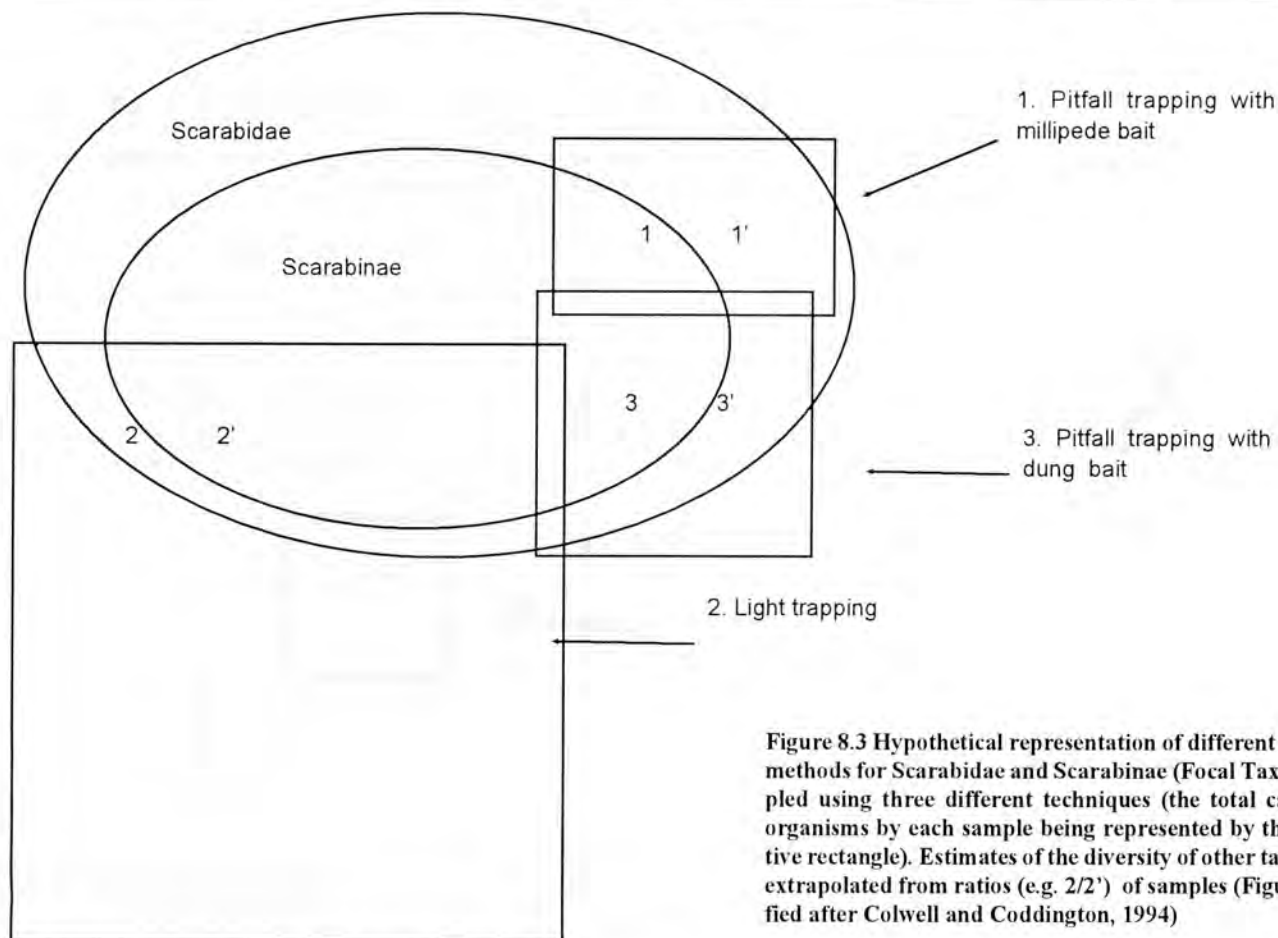 Scarabidae
1. Pitfall trapping with
millipede bait
1
1'
Scarabinae
2
2'
3
3'
3. Pitfall trapping with
dung bait
2. Light trapping
Figure 8.3 Hypothetical representation of different
methods for Scarabidae and Scarabinae (Focal Tax
pled using three different techniques (the total c
organisms by each sample being represented by th
tive rectangle). Estimates of the diversity of other ta
extrapolated from ratios (e.g. 2/2') of samples (Figu
fied after Colwell and Coddington, 1994)